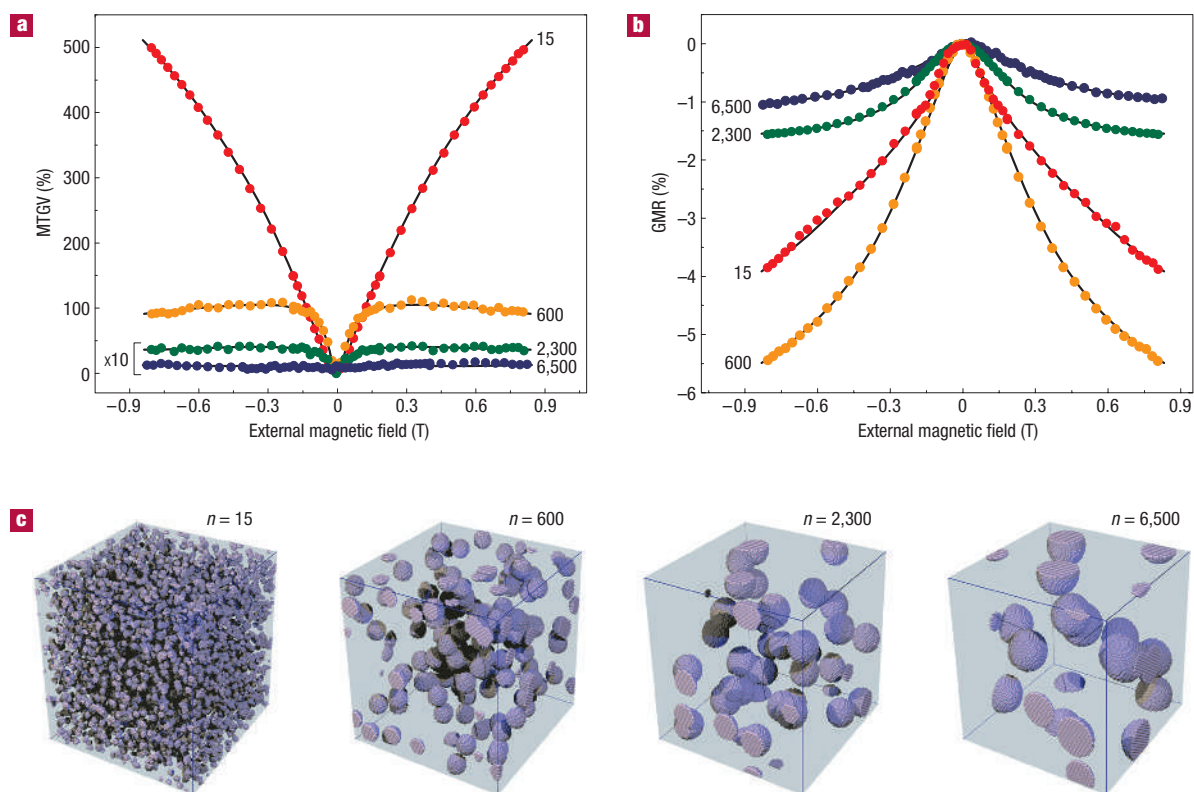 a
500
400
300
200
100
0
MTGV (%)
15
600
2,300
6,500
x10
−0.9 −0.6 −0.3 0 0.3 0.6 0.9
External magnetic field (T)
b
0
−1
−2
−3
−4
−5
−6
GMR (%)
6,500
2,300
15
600
−0.9 −0.6 −0.3 0 0.3 0.6 0.9
External magnetic field (T)
c
n = 15
n = 600
n = 2,300
n = 6,500